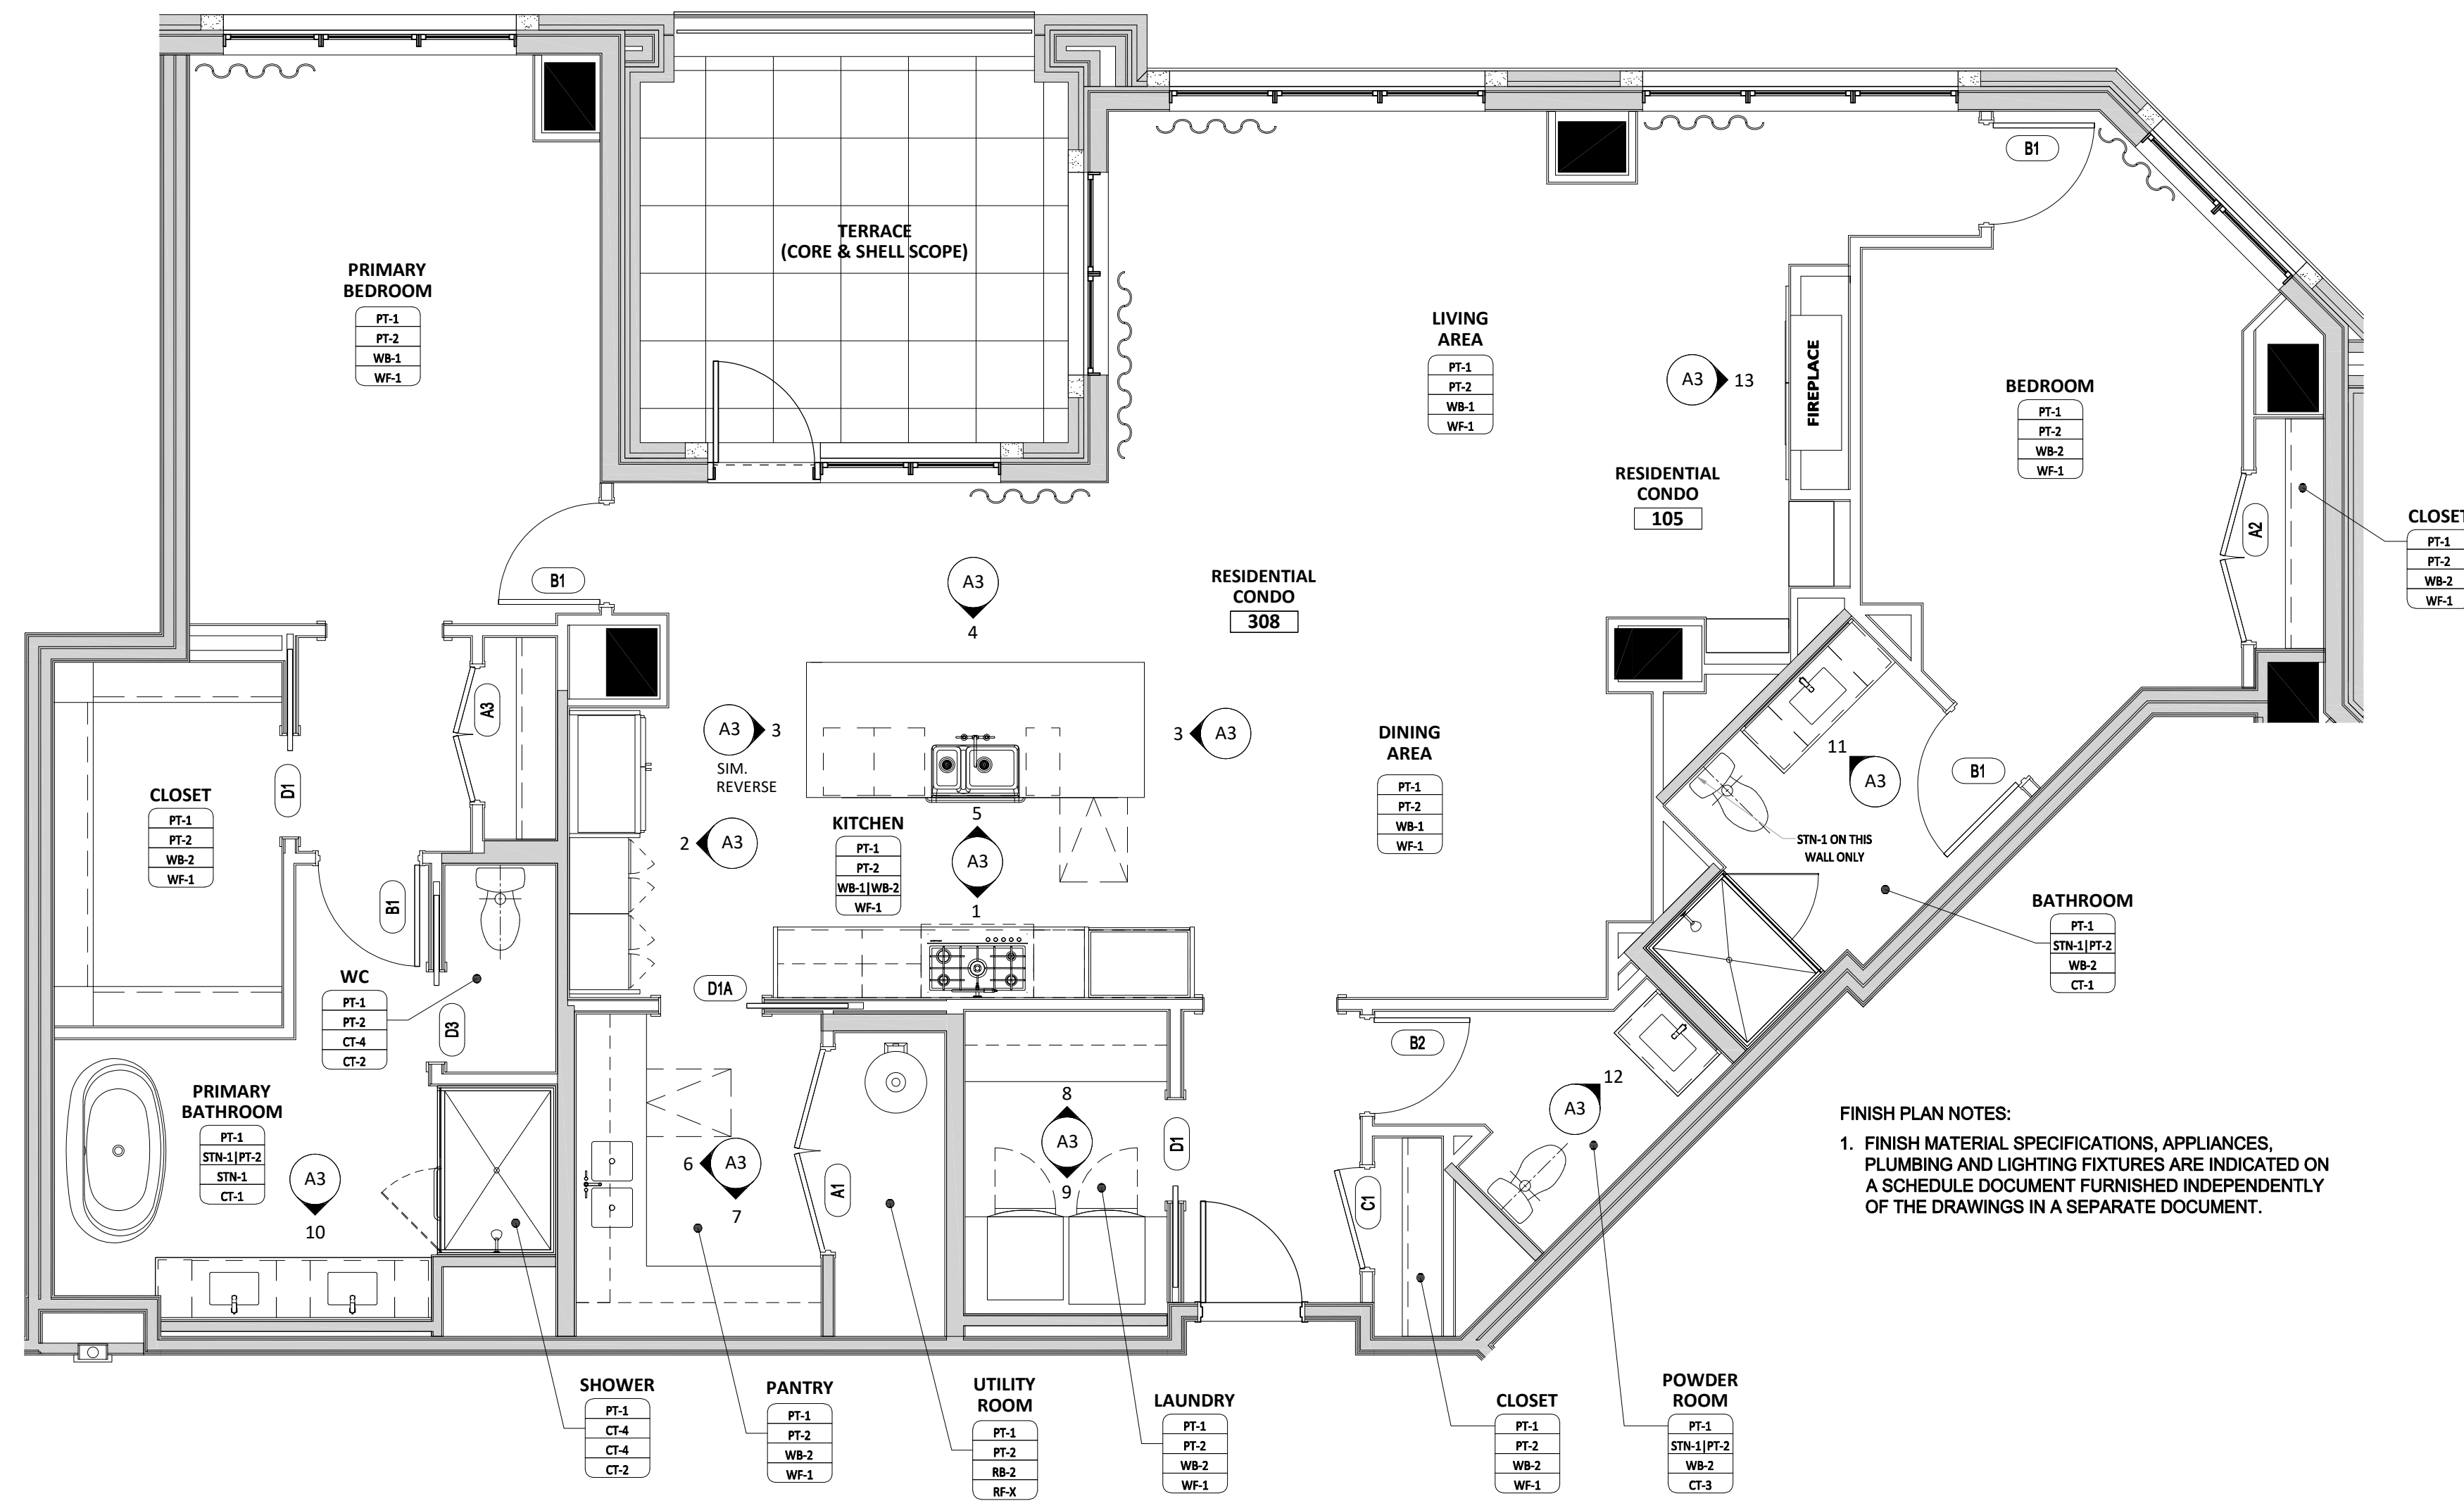 TERRACE
(CORE & SHELL SCOPE)
B1
PRIMARY
BEDROOM
PT-1
PT-2
WB-1
WF-1
LIVING
AREA
PT-1
PT-2
WB-1
WF-1
A3
13
FIREPLACE
BEDROOM
PT-1
PT-2
WB-2
WF-1
RESIDENTIAL
CONDO
105
A2
CLOSET
PT-1
PT-2
WB-2
WF-1
B1
A3
4
RESIDENTIAL
CONDO
308
A3
A3
3
SIM.
REVERSE
3
A3
DINING
AREA
PT-1
PT-2
WB-1
WF-1
11
A3
B1
STN-1 ON THIS
WALL ONLY
D1
CLOSET
PT-1
PT-2
WB-2
WF-1
2
A3
KITCHEN
PT-1
PT-2
WB-1|WB-2
WF-1
5
A3
1
B1
BATHROOM
PT-1
STN-1|PT-2
WB-2
CT-1
WC
PT-1
PT-2
CT-4
CT-2
D3
D1A
B2
PRIMARY
BATHROOM
PT-1
STN-1|PT-2
STN-1
CT-1
A3
10
6
A3
7
A1
8
A3
9
D1
C1
12
A3
FINISH PLAN NOTES:
1. FINISH MATERIAL SPECIFICATIONS, APPLIANCES,
PLUMBING AND LIGHTING FIXTURES ARE INDICATED ON
A SCHEDULE DOCUMENT FURNISHED INDEPENDENTLY
OF THE DRAWINGS IN A SEPARATE DOCUMENT.
SHOWER
PT-1
CT-4
CT-4
CT-2
PANTRY
PT-1
PT-2
WB-2
WF-1
UTILITY
ROOM
PT-1
PT-2
RB-2
RF-X
LAUNDRY
PT-1
PT-2
WB-2
WF-1
CLOSET
PT-1
PT-2
WB-2
WF-1
POWDER
ROOM
PT-1
STN-1|PT-2
WB-2
CT-3